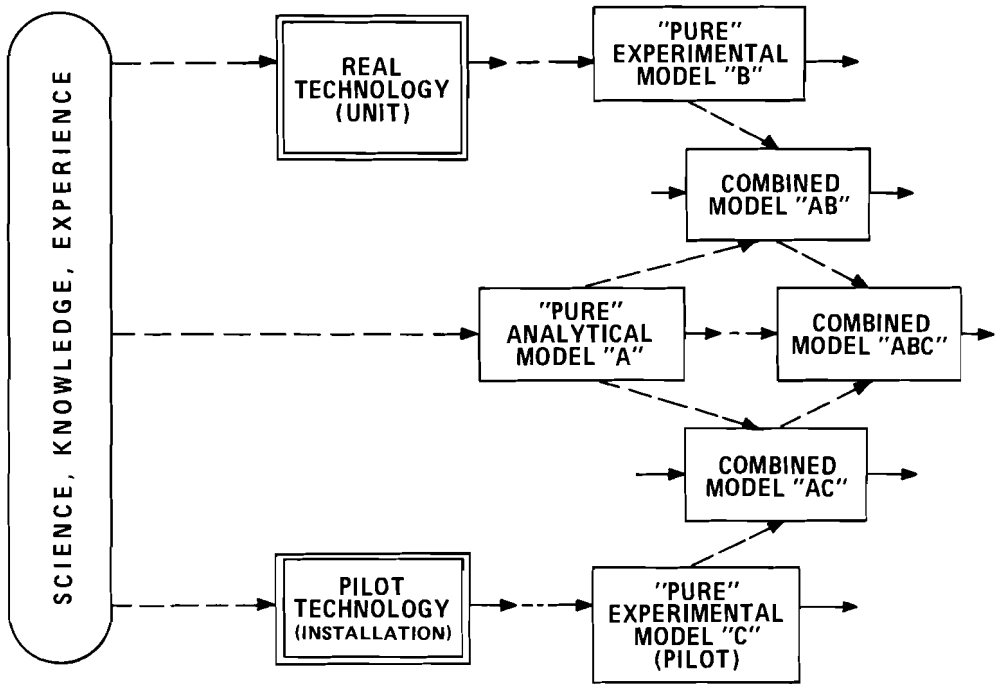 SCIENCE, KNOWLEDGE, EXPERIENCE
REAL
TECHNOLOGY
(UNIT)
"PURE"
EXPERIMENTAL
MODEL "B"
COMBINED
MODEL "AB"
"PURE"
ANALYTICAL
MODEL "A"
COMBINED
MODEL "ABC"
COMBINED
MODEL "AC"
PILOT
TECHNOLOGY
(INSTALLATION)
"PURE"
EXPERIMENTAL
MODEL "C"
(PILOT)